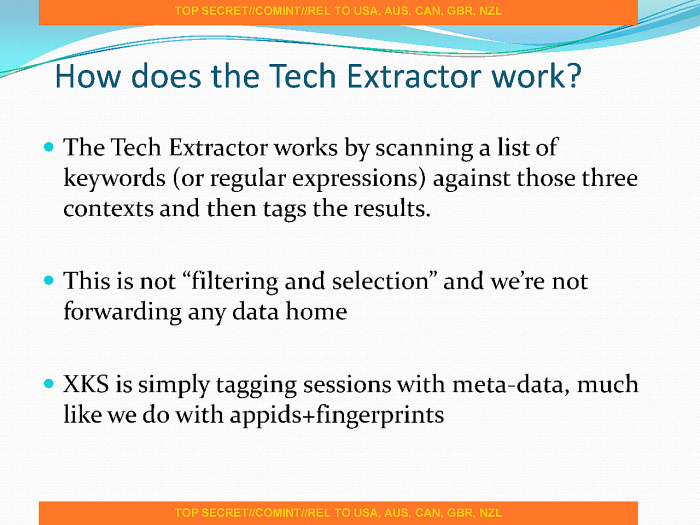 TOP SECRET//COMINT//REL TO USA, AUS, CAN, GBR, NZL
How does the Tech Extractor work?
The Tech Extractor works by scanning a list of
keywords (or regular expressions) against those three
contexts and then tags the results.
This is not “filtering and selection” and we’re not
forwarding any data home
XKS is simply tagging sessions with meta-data, much
like we do with appids+fingerprints
TOP SECRET//COMINT//REL TO USA, AUS, CAN, GBR, NZL